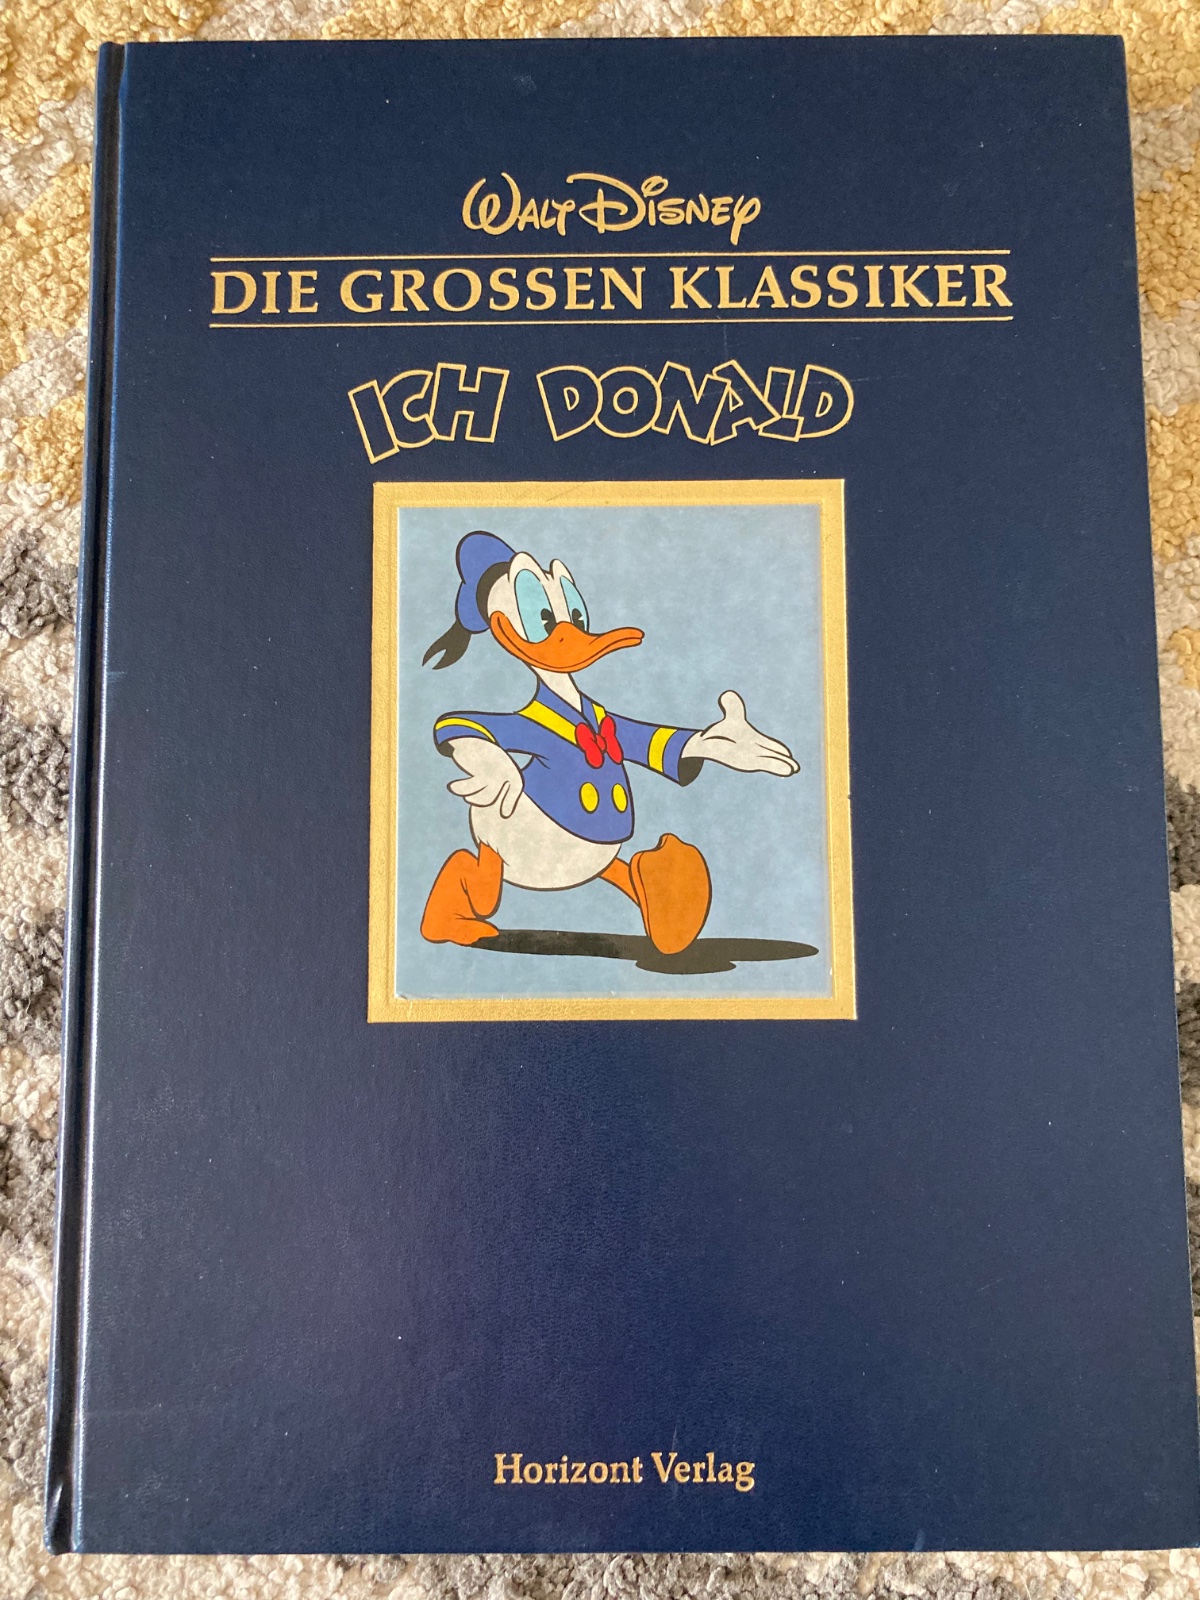 Walt Disney
DIE GROSSEN KLASSIKER
ICH DONALD
Horizont Verlag